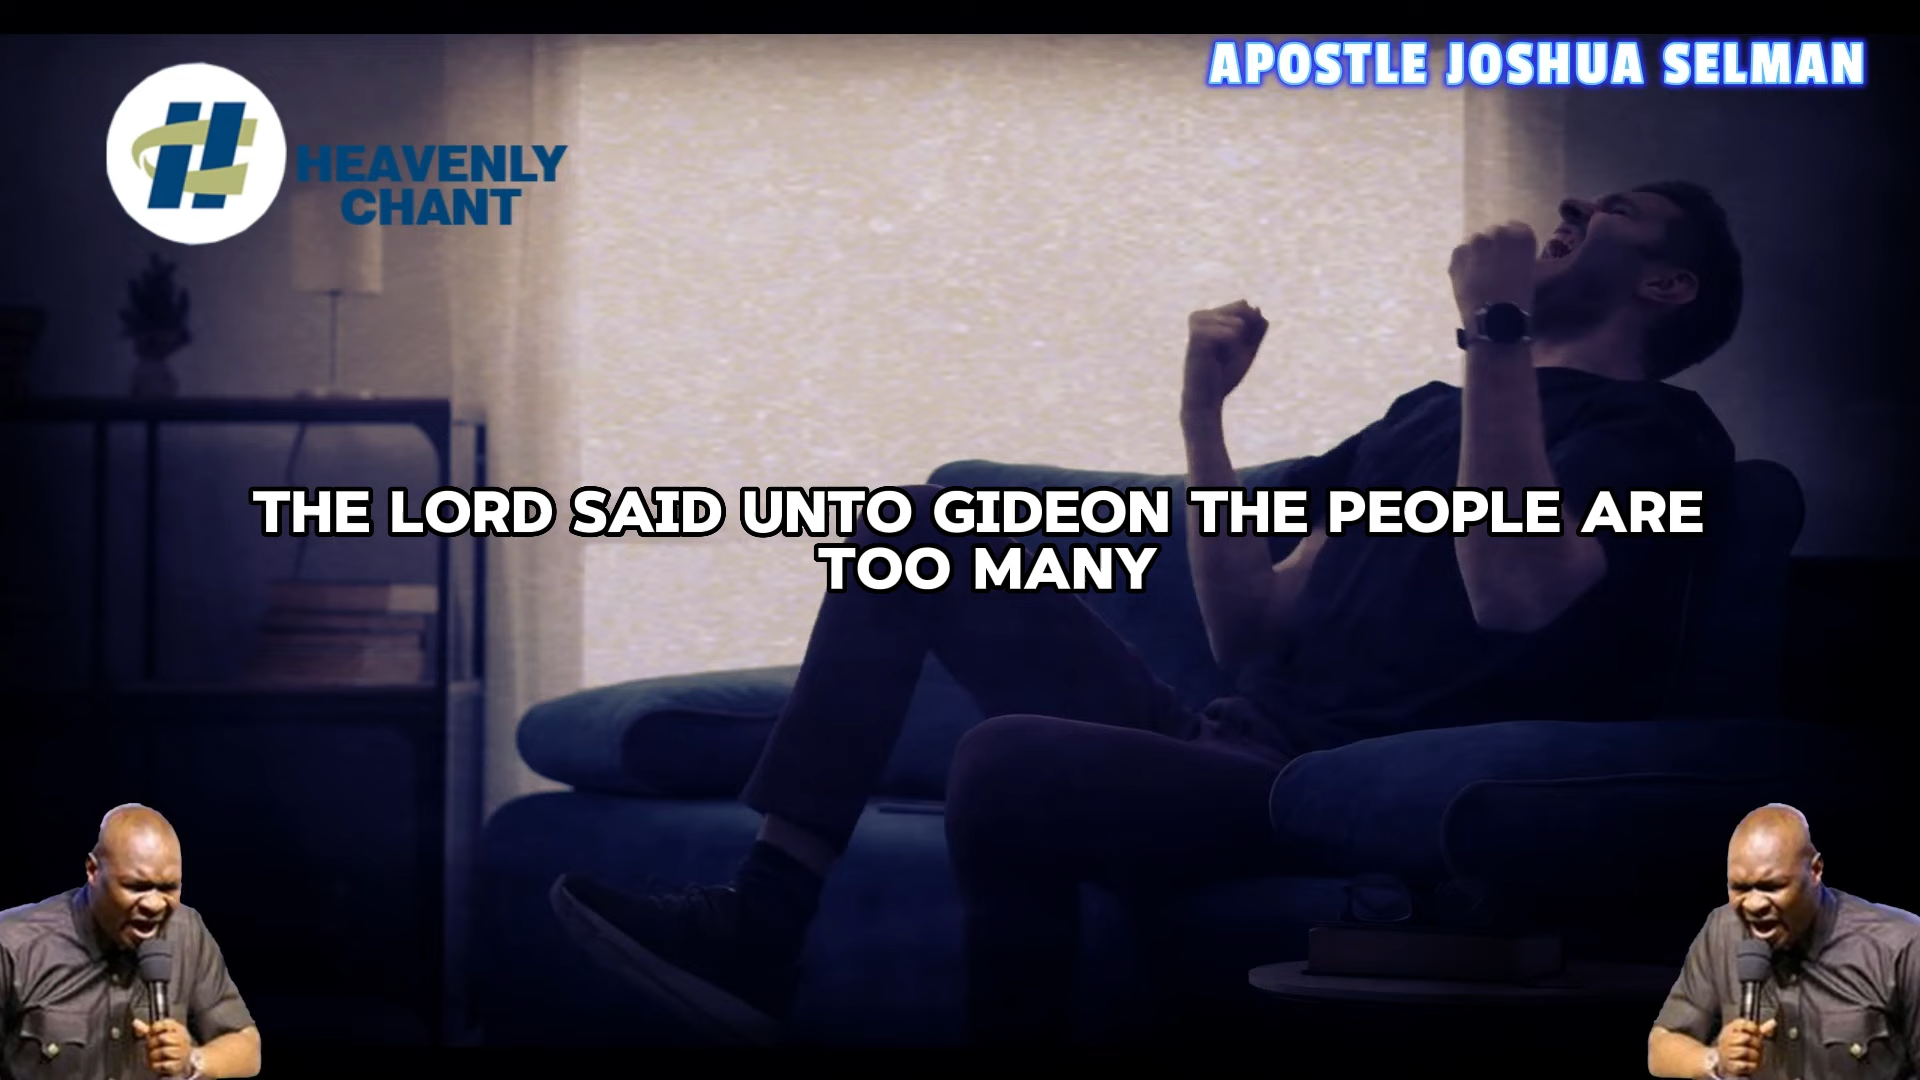 APOSTLE JOSHUA SELMAN
HEAVENLY
CHANT
THE LORD SAID UNTO GIDEON THE PEOPLE ARE
TOO MANY